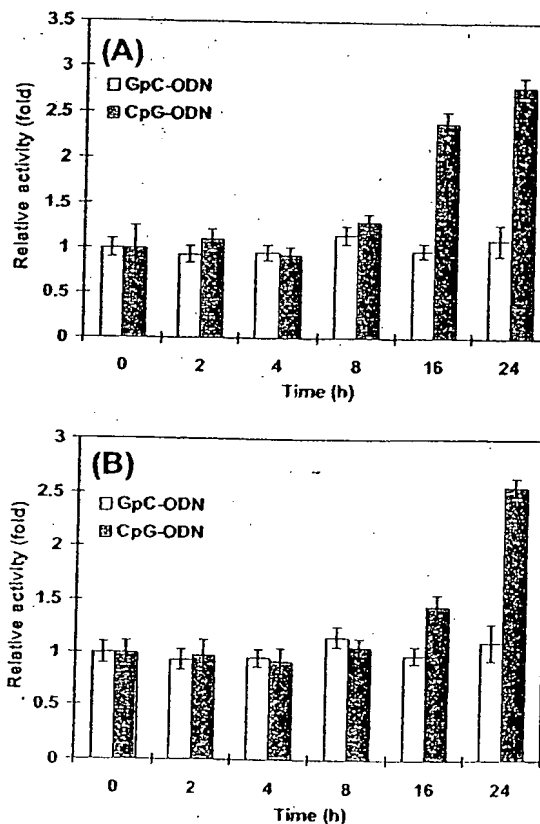 (A)
GpC-ODN
CpG-ODN
Relative activity (fold)
3.5
3
2.5
2
1.5
1
0.5
0
0 2 4 8 16 24
Time (h)
(B)
GpC-ODN
CpG-ODN
Relative activity (fold)
3
2.5
2
1.5
1
0.5
0
0 2 4 8 16 24
Time (h)